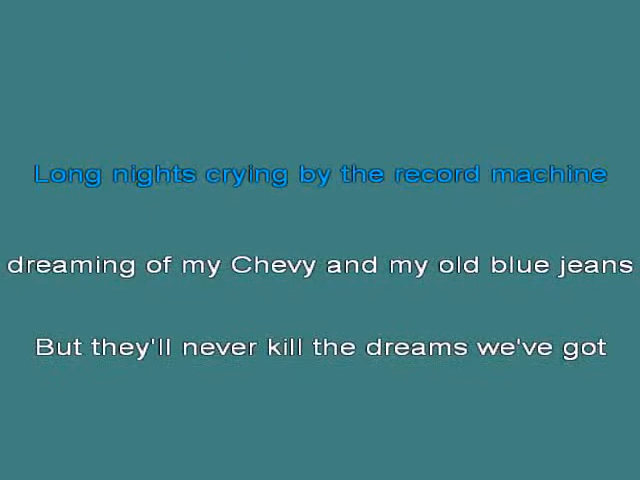 Long nights crying by the record machine
dreaming of my Chevy and my old blue jeans
But they'll never kill the dreams we've got